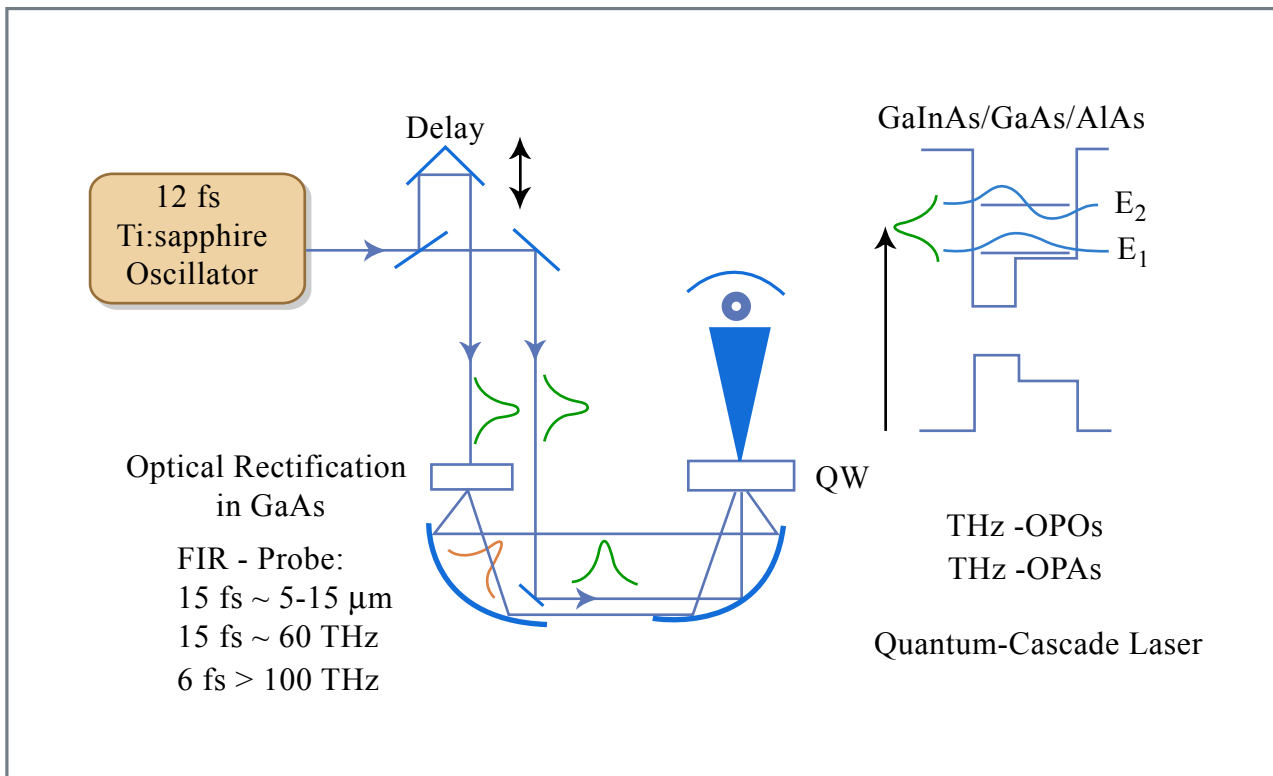 Delay
12 fs
Ti:sapphire
Oscillator
GaInAs/GaAs/AlAs
E2
E1
Optical Rectification
in GaAs
QW
FIR - Probe:
15 fs ~ 5-15 μm
15 fs ~ 60 THz
6 fs > 100 THz
THz -OPOs
THz -OPAs
Quantum-Cascade Laser